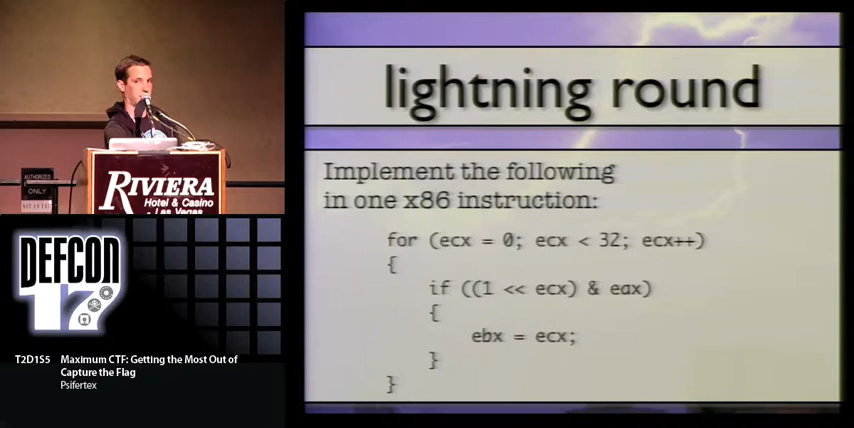 AUTHORIZED
ONLY
RIVIERA
Hotel & Casino
Las Vegas
DEFCON
17
T2D1S5 Maximum CTF: Getting the Most Out of
Capture the Flag
Psifertex
lightning round
Implement the following
in one x86 instruction:
for (ecx = 0; ecx < 32; ecx++)
{
if ((1 << ecx) & eax)
{
ebx = ecx;
}
}